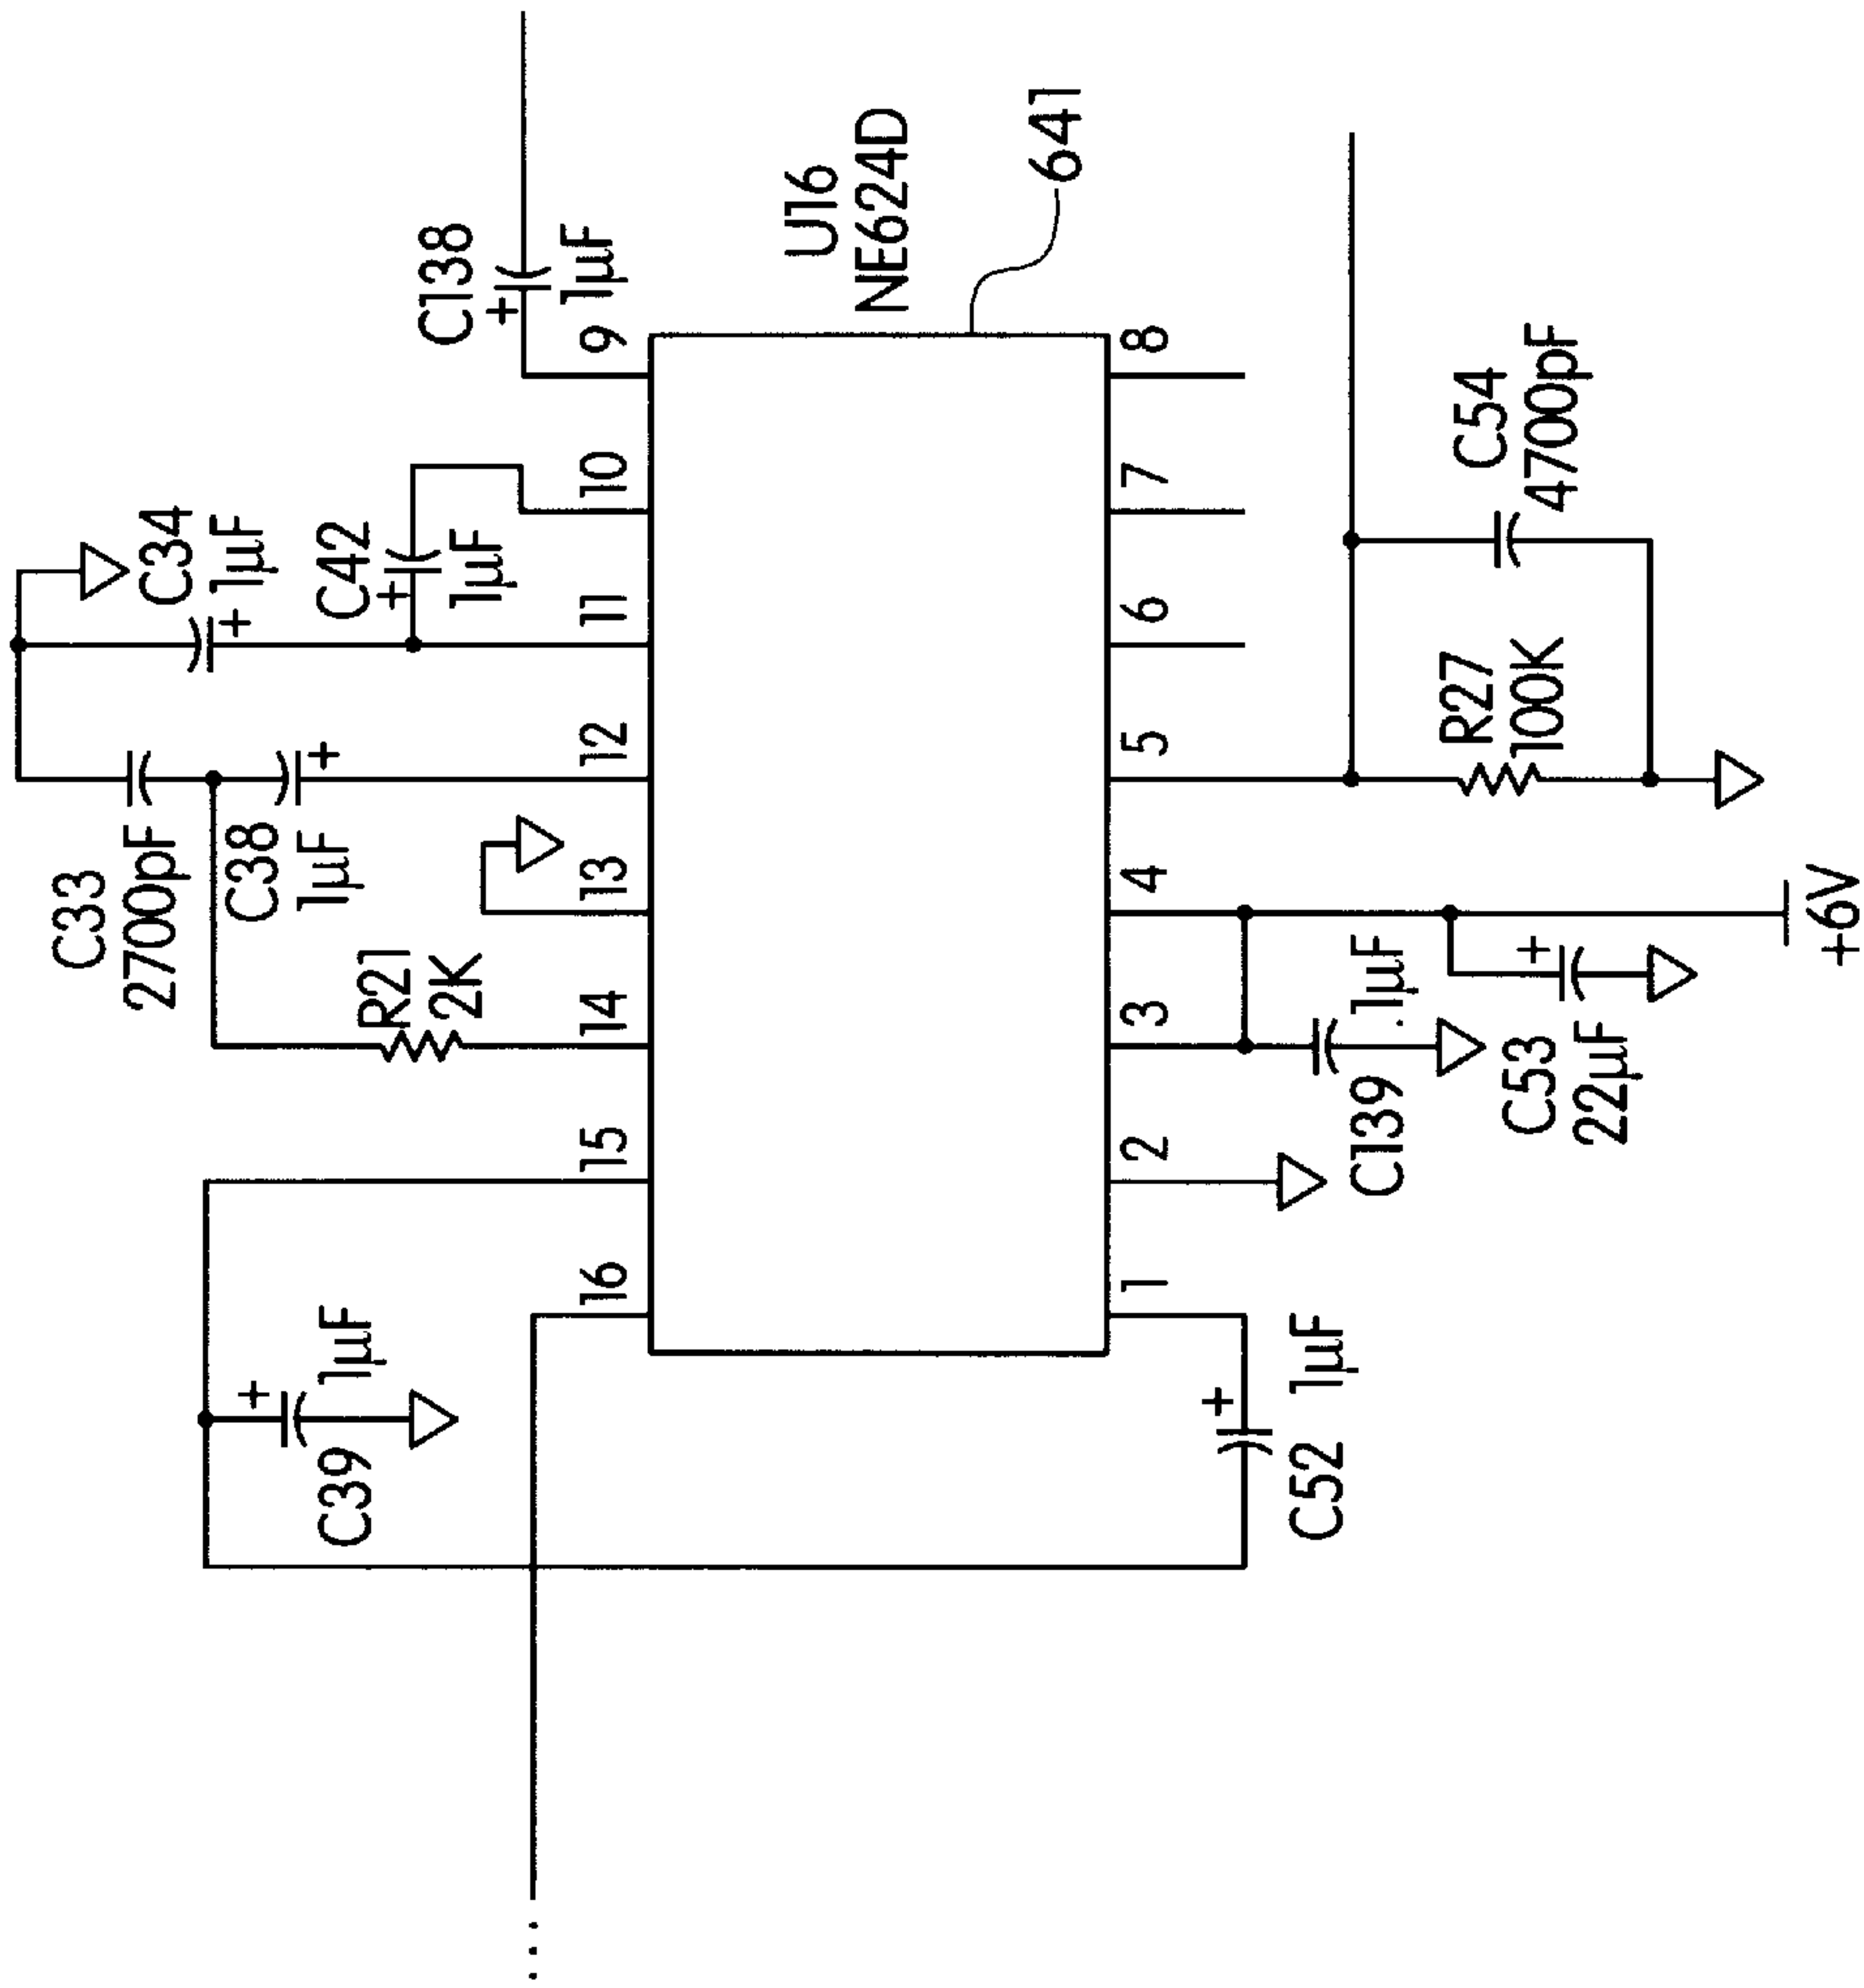 C33
2700pF
C34
1µF
C38
1µF
C42
1µF
R21
2K
C39
1µF
C138
1µF
16
15
14
13
12
11
10
9
U16
NE624D
641
1
2
3
4
5
6
7
8
C52
1µF
C139
.1µF
C53
22µF
R27
100K
C54
4700pF
+6V
+
+
+
+
+
+
+
...